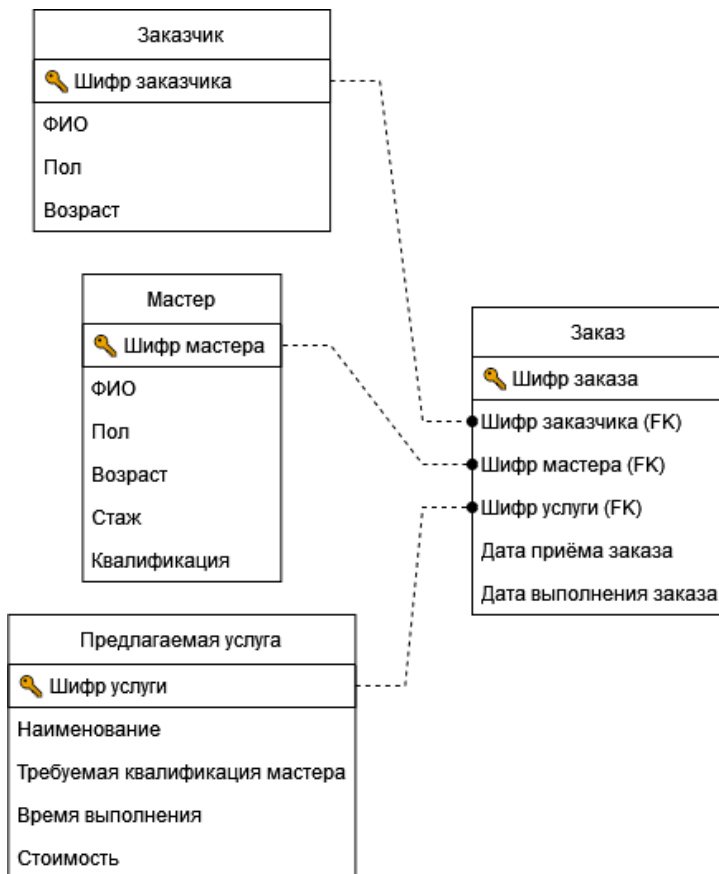 Заказчик
Шифр заказчика
ФИО
Пол
Возраст
Мастер
Шифр мастера
ФИО
Пол
Возраст
Стаж
Квалификация
Заказ
Шифр заказа
Шифр заказчика (FK)
Шифр мастера (FK)
Шифр услуги (FK)
Дата приёма заказа
Дата выполнения заказа
Предлагаемая услуга
Шифр услуги
Наименование
Требуемая квалификация мастера
Время выполнения
Стоимость